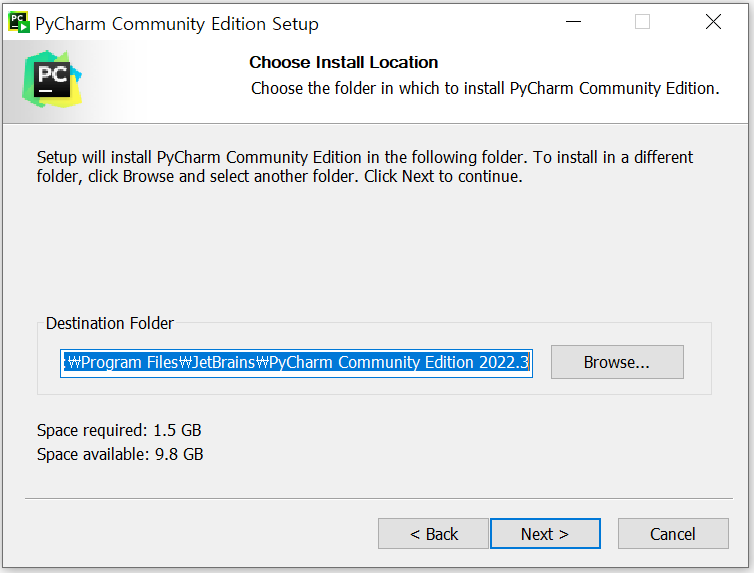 PyCharm Community Edition Setup
PC
Choose Install Location
Choose the folder in which to install PyCharm Community Edition.
Setup will install PyCharm Community Edition in the following folder. To install in a different
folder, click Browse and select another folder. Click Next to continue.
Destination Folder
:₩Program Files₩JetBrains₩PyCharm Community Edition 2022.3
Browse...
Space required: 1.5 GB
Space available: 9.8 GB
< Back
Next >
Cancel